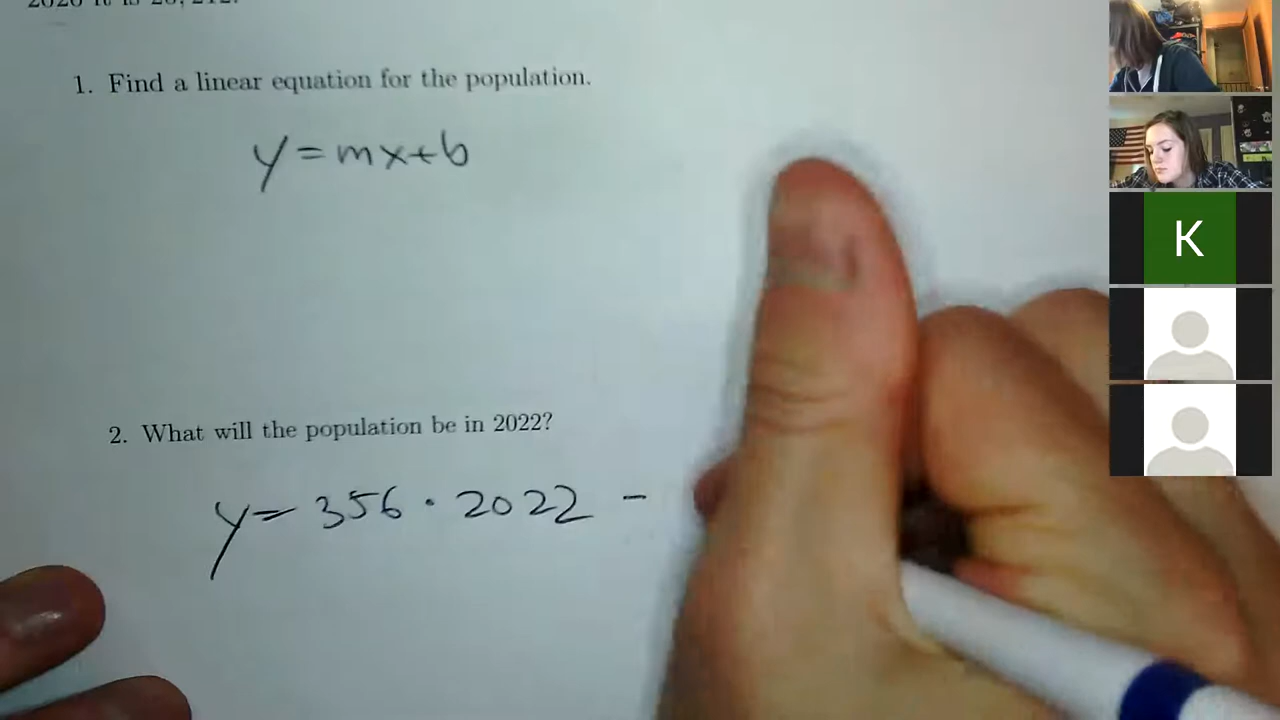 1. Find a linear equation for the population.
y = mx+b
2. What will the population be in 2022?
y = 356 · 2022 -
K